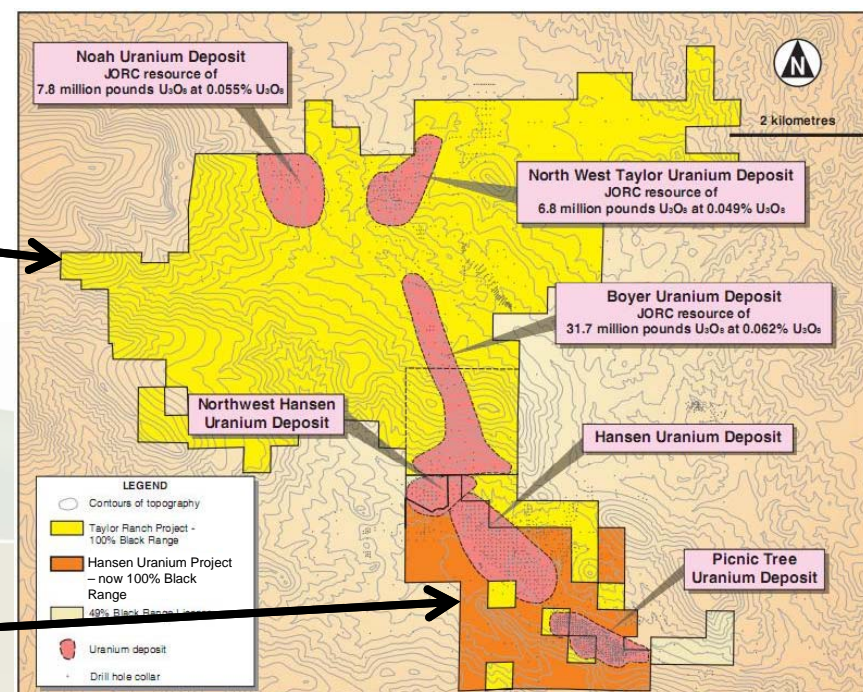 Noah Uranium Deposit
JORC resource of
7.8 million pounds U₃O₈ at 0.055% U₃O₈
N
2 kilometres
North West Taylor Uranium Deposit
JORC resource of
6.8 million pounds U₃O₈ at 0.049% U₃O₈
Boyer Uranium Deposit
JORC resource of
31.7 million pounds U₃O₈ at 0.062% U₃O₈
Northwest Hansen
Uranium Deposit
Hansen Uranium Deposit
Picnic Tree
Uranium Deposit
LEGEND
Contours of topography
Taylor Ranch Project -
100% Black Range
Hansen Uranium Project
– now 100% Black
Range
49% Black Range
Uranium deposit
Drill hole collar